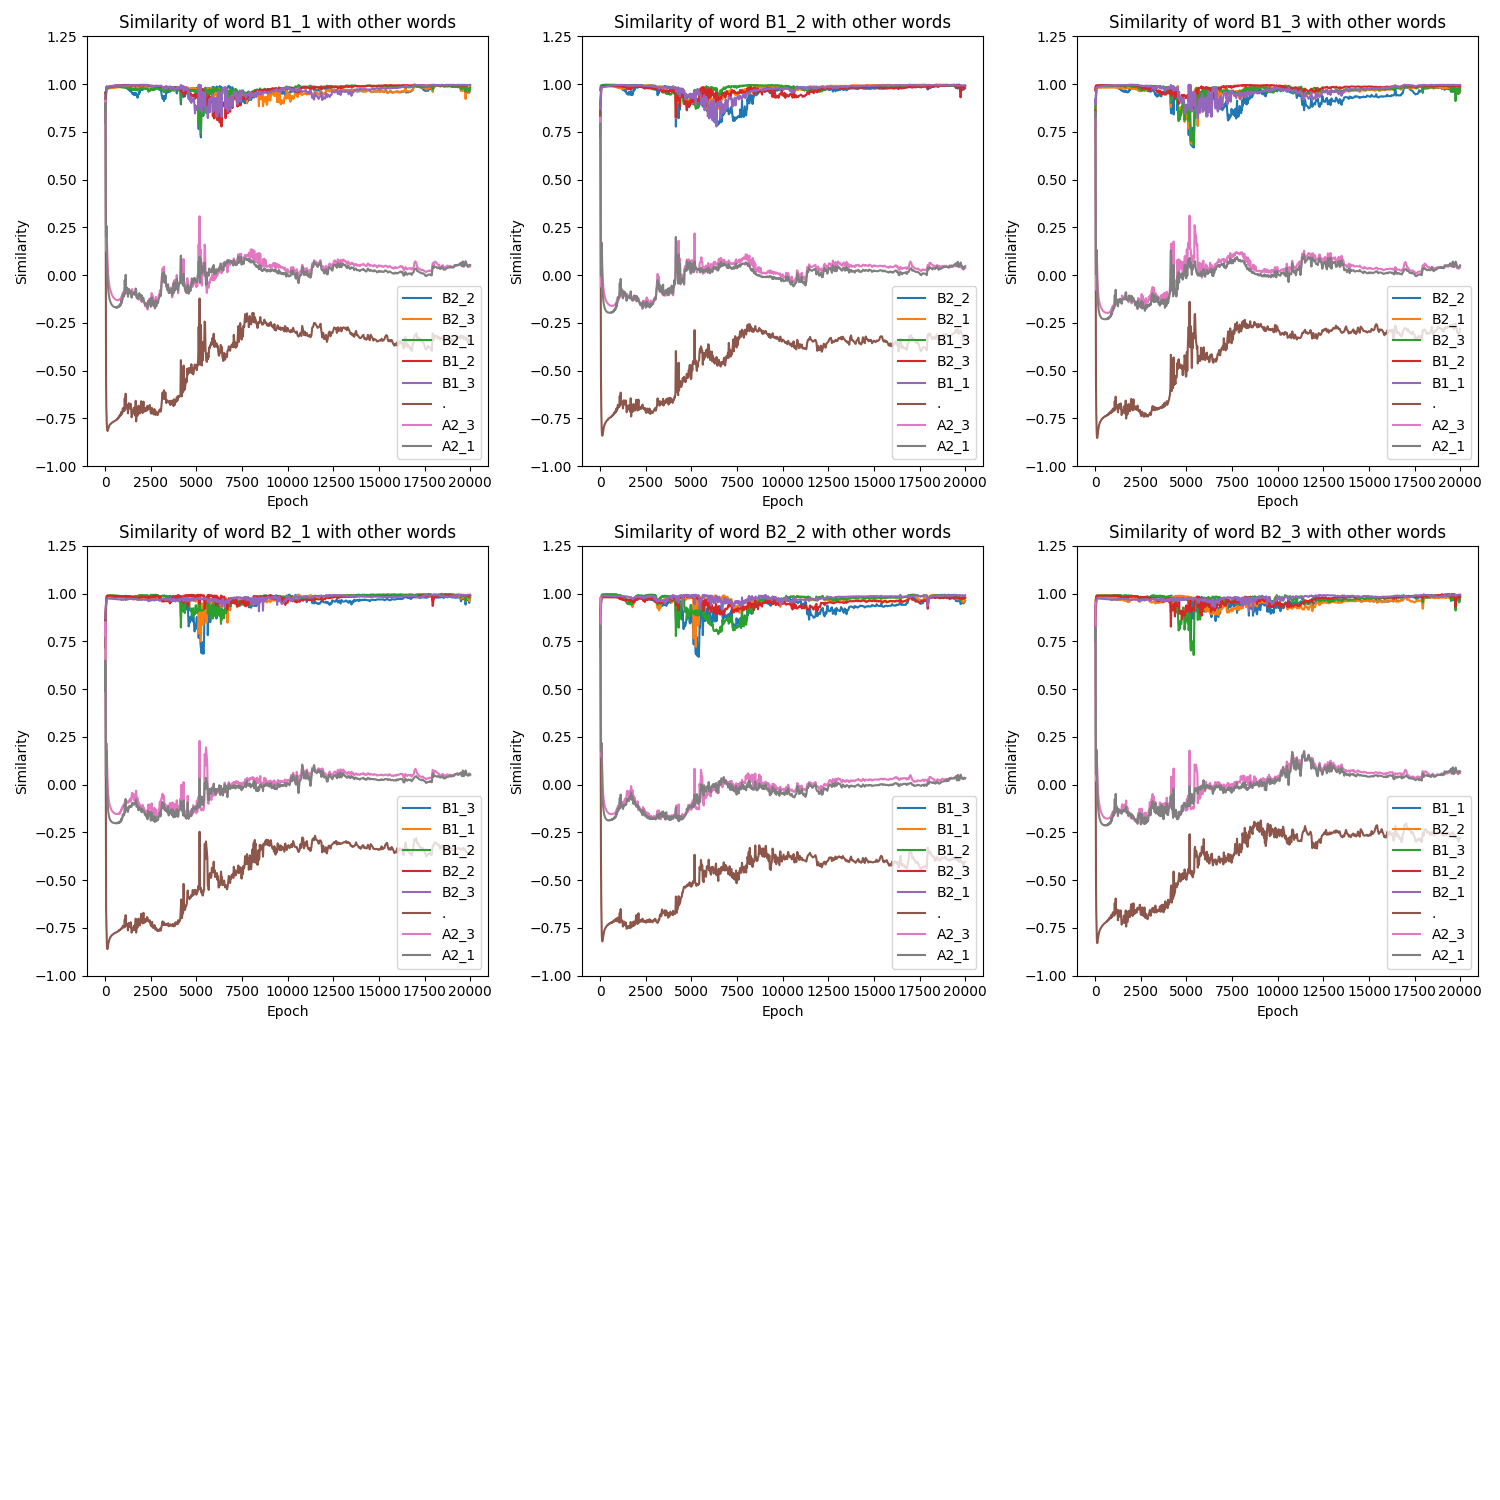 Similarity of word B1_1 with other words
Similarity
1.25
1.00
0.75
0.50
0.25
0.00
−0.25
−0.50
−0.75
−1.00
B2_2
B2_3
B2_1
B1_2
B1_3
.
A2_3
A2_1
0 2500 5000 7500 10000 12500 15000 17500 20000
Epoch
Similarity of word B1_2 with other words
Similarity
1.25
1.00
0.75
0.50
0.25
0.00
−0.25
−0.50
−0.75
−1.00
B2_2
B2_1
B1_3
B2_3
B1_1
.
A2_3
A2_1
0 2500 5000 7500 10000 12500 15000 17500 20000
Epoch
Similarity of word B1_3 with other words
Similarity
1.25
1.00
0.75
0.50
0.25
0.00
−0.25
−0.50
−0.75
−1.00
B2_2
B2_1
B2_3
B1_2
B1_1
.
A2_3
A2_1
0 2500 5000 7500 10000 12500 15000 17500 20000
Epoch
Similarity of word B2_1 with other words
Similarity
1.25
1.00
0.75
0.50
0.25
0.00
−0.25
−0.50
−0.75
−1.00
B1_3
B1_1
B1_2
B2_2
B2_3
.
A2_3
A2_1
0 2500 5000 7500 10000 12500 15000 17500 20000
Epoch
Similarity of word B2_2 with other words
Similarity
1.25
1.00
0.75
0.50
0.25
0.00
−0.25
−0.50
−0.75
−1.00
B1_3
B1_1
B1_2
B2_3
B2_1
.
A2_3
A2_1
0 2500 5000 7500 10000 12500 15000 17500 20000
Epoch
Similarity of word B2_3 with other words
Similarity
1.25
1.00
0.75
0.50
0.25
0.00
−0.25
−0.50
−0.75
−1.00
B1_1
B2_2
B1_3
B1_2
B2_1
.
A2_3
A2_1
0 2500 5000 7500 10000 12500 15000 17500 20000
Epoch